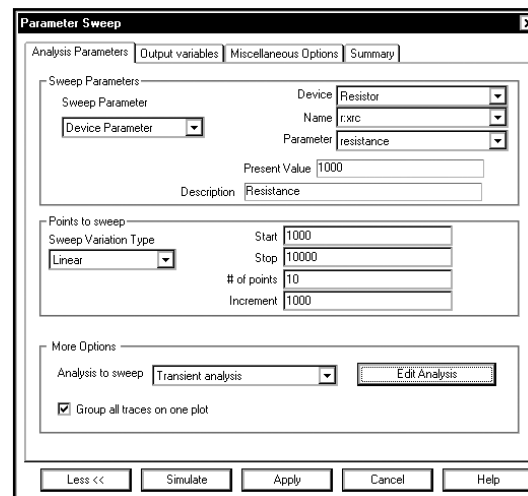 Parameter Sweep
Analysis Parameters Output variables Miscellaneous Options Summary
Sweep Parameters
Sweep Parameter
Device Parameter
Device Resistor
Name r:xrc
Parameter resistance
Present Value 1000
Description Resistance
Points to sweep
Sweep Variation Type
Linear
Start 1000
Stop 10000
# of points 10
Increment 1000
More Options
Analysis to sweep Transient analysis Edit Analysis
Group all traces on one plot
Less << Simulate Apply Cancel Help